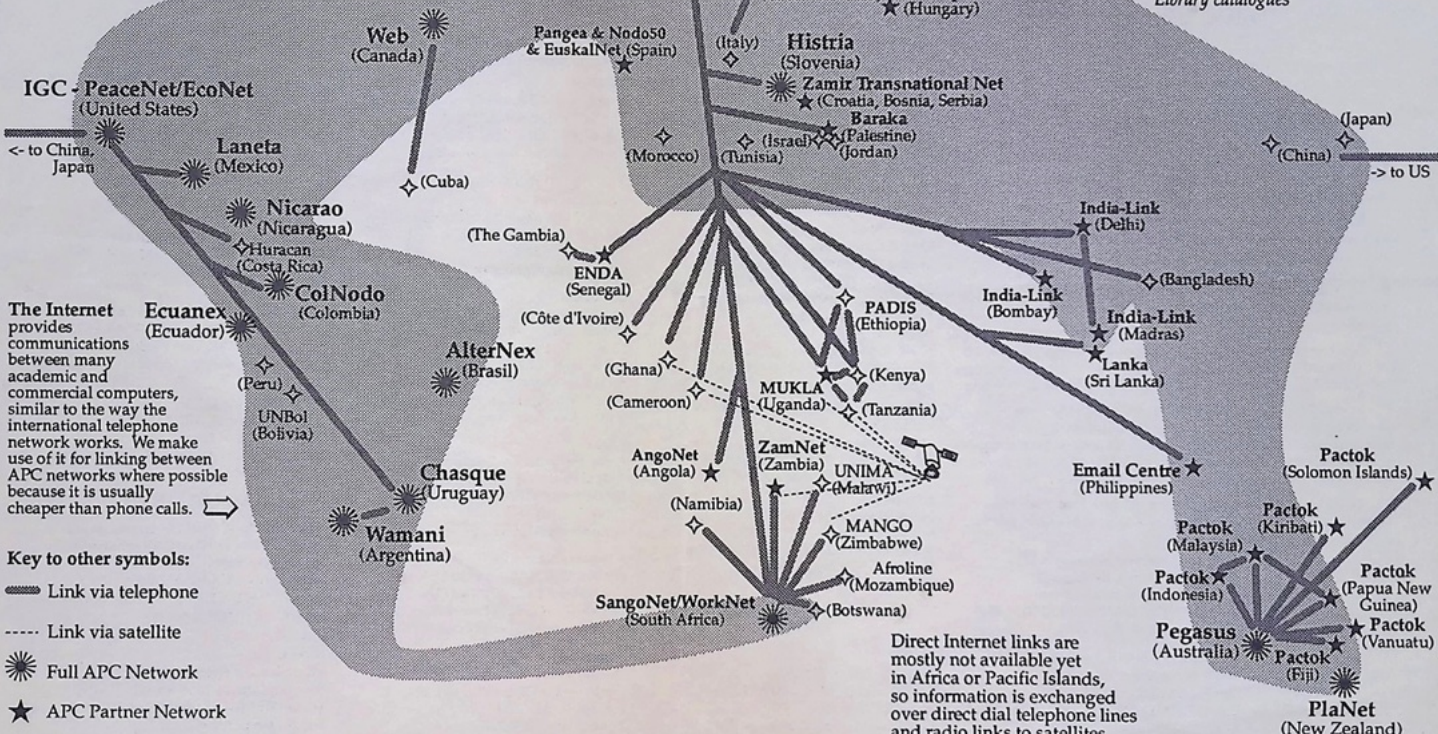 Library catalogues
(Hungary)
Web
(Canada)
Pangea & Nodo50
& EuskalNet (Spain)
(Italy)
Histria
(Slovenia)
IGC - PeaceNet/EcoNet
(United States)
Zamir Transnational Net
(Croatia, Bosnia, Serbia)
Baraka
(Palestine)
(Israel)
(Jordan)
(Morocco)
(Tunisia)
(Japan)
(China)
-> to US
<- to China,
Japan
Laneta
(Mexico)
(Cuba)
Nicarao
(Nicaragua)
Huracan
(Costa Rica)
ColNodo
(Colombia)
(The Gambia)
ENDA
(Senegal)
India-Link
(Delhi)
(Bangladesh)
India-Link
(Bombay)
India-Link
(Madras)
Lanka
(Sri Lanka)
The Internet
provides
communications
between many
academic and
commercial computers,
similar to the way the
international telephone
network works. We make
use of it for linking between
APC networks where possible
because it is usually
cheaper than phone calls.
Ecuanex
(Ecuador)
(Côte d'Ivoire)
PADIS
(Ethiopia)
AlterNex
(Brasil)
(Peru)
UNBol
(Bolivia)
(Ghana)
(Cameroon)
MUKLA
(Uganda)
(Kenya)
(Tanzania)
AngoNet
(Angola)
ZamNet
(Zambia)
UNIMA
(Malawi)
Email Centre
(Philippines)
Pactok
(Solomon Islands)
Chasque
(Uruguay)
Wamani
(Argentina)
(Namibia)
MANGO
(Zimbabwe)
Pactok
(Kiribati)
Pactok
(Malaysia)
Key to other symbols:
Link via telephone
Link via satellite
Full APC Network
APC Partner Network
Afroline
(Mozambique)
(Botswana)
SangoNet/WorkNet
(South Africa)
Pactok
(Indonesia)
Pactok
(Papua New
Guinea)
Pegasus
(Australia)
Pactok
(Vanuatu)
Pactok
(Fiji)
PlaNet
(New Zealand)
Direct Internet links are
mostly not available yet
in Africa or Pacific Islands,
so information is exchanged
over direct dial telephone lines
and radio links to satellites